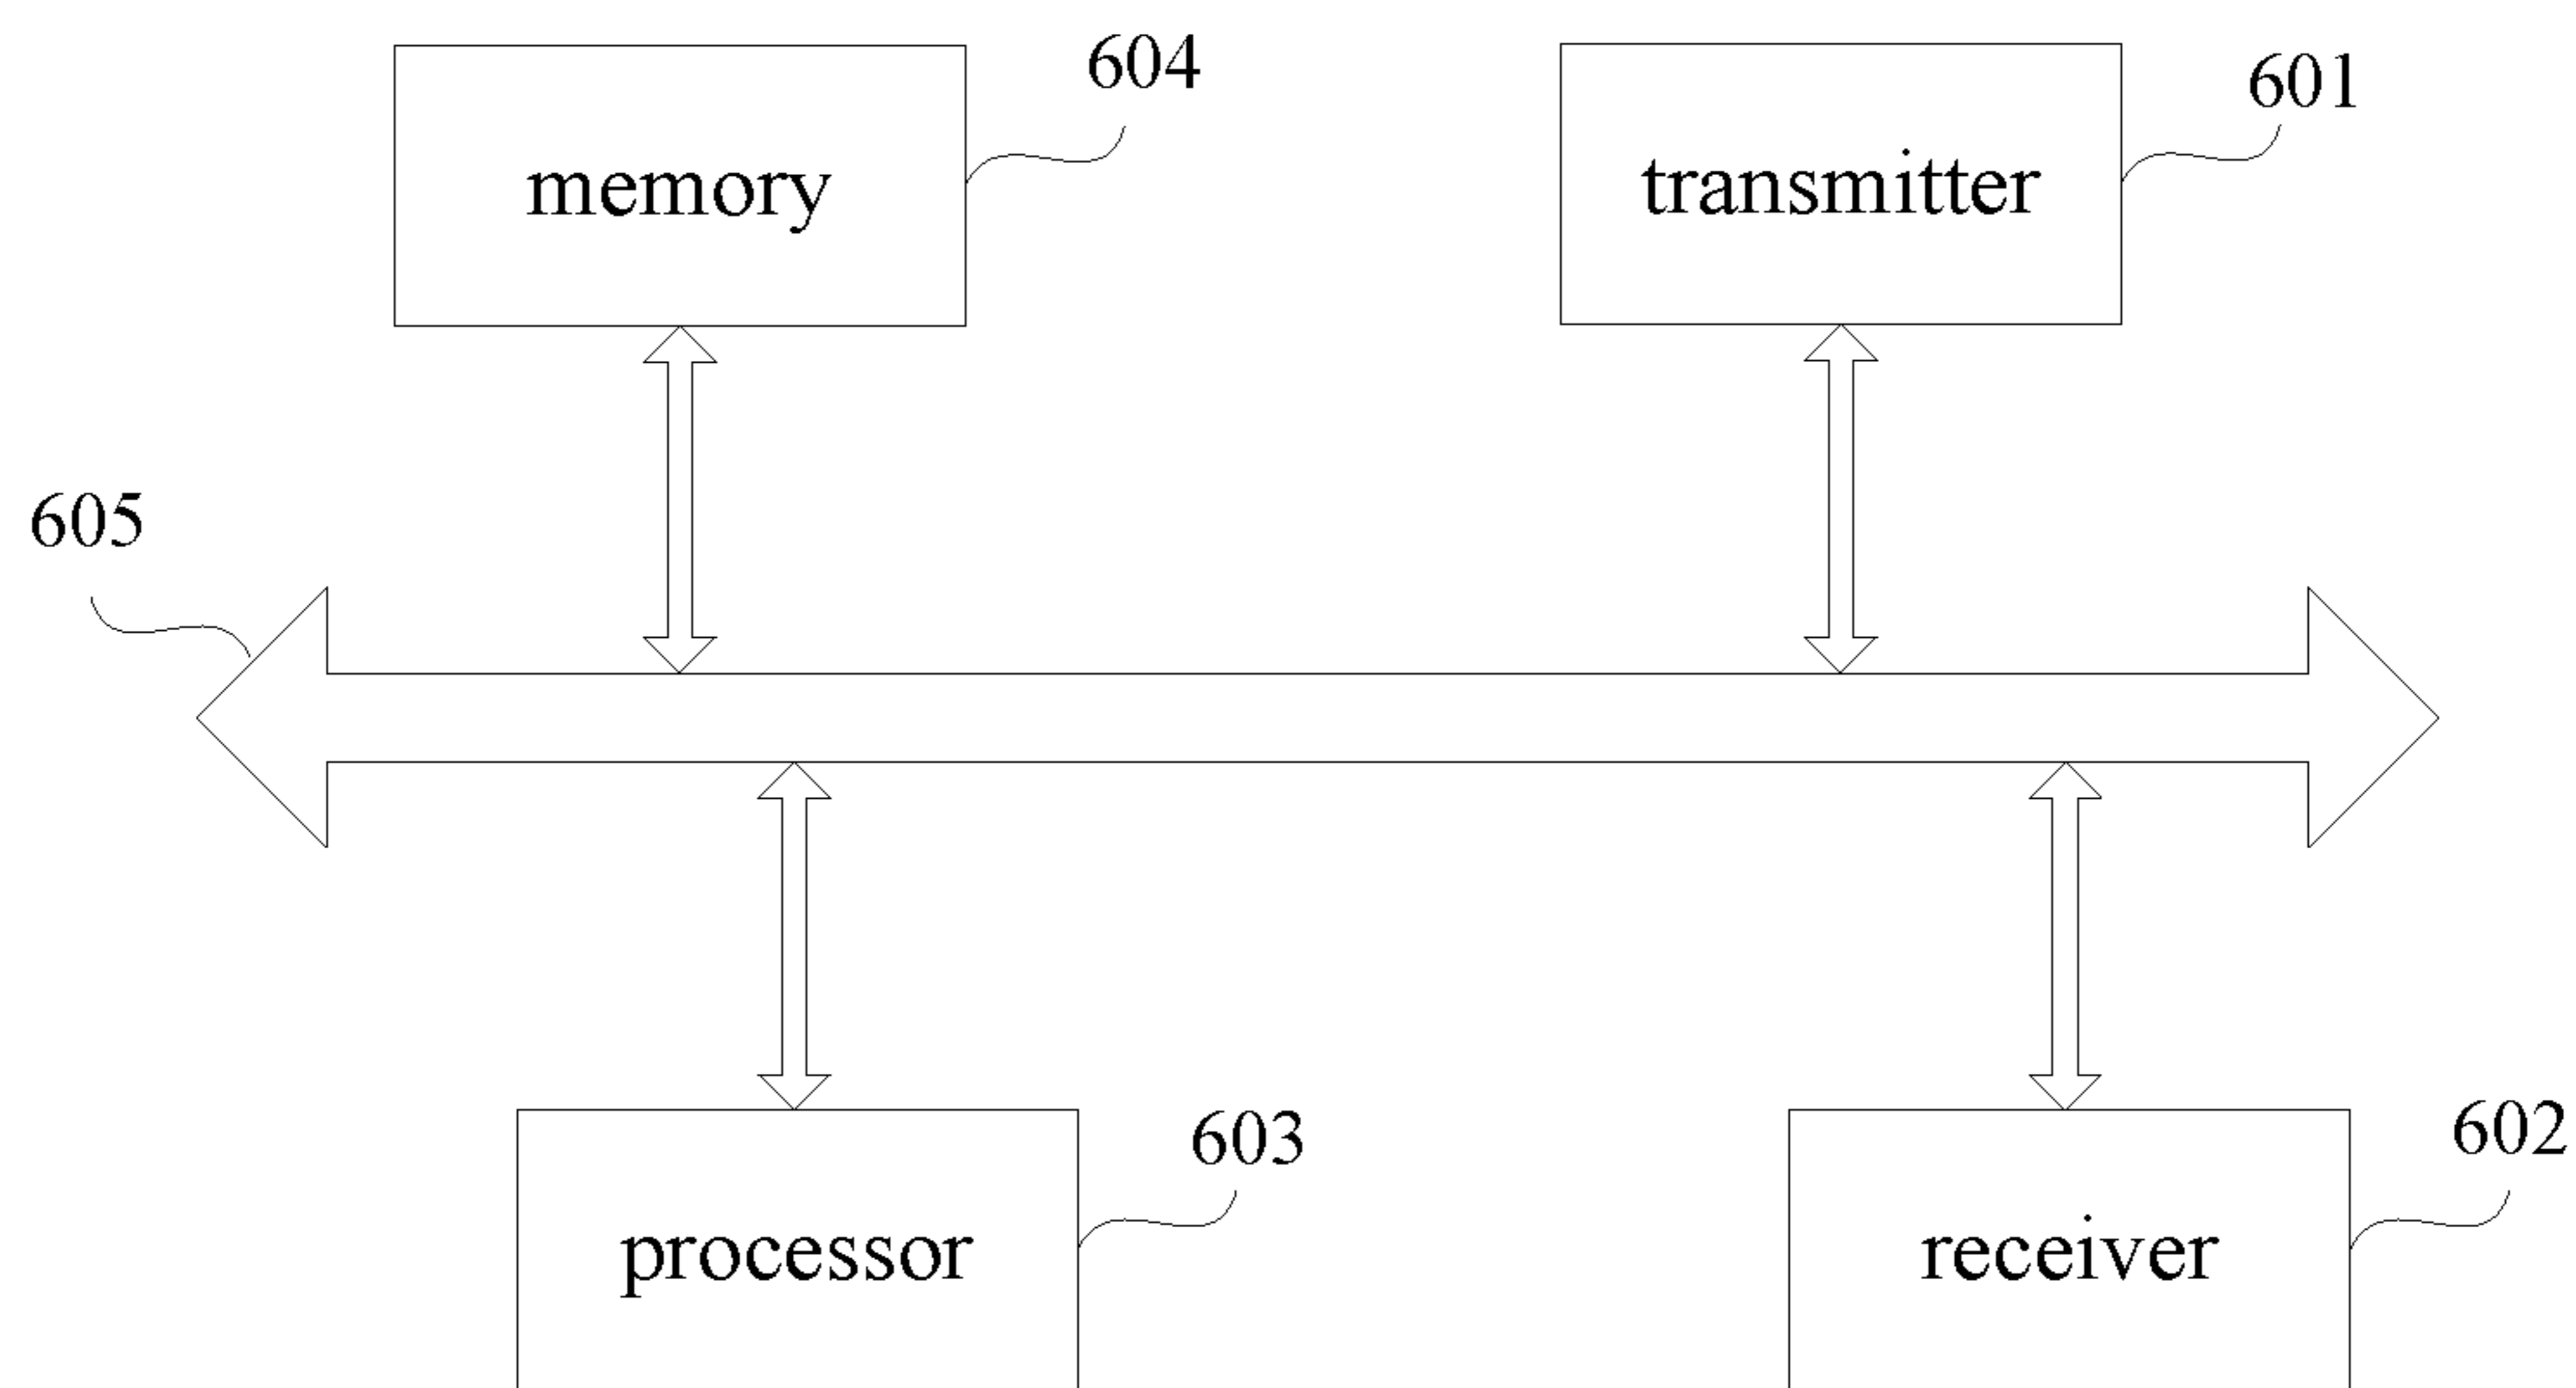 604
601
memory
transmitter
605
603
602
processor
receiver